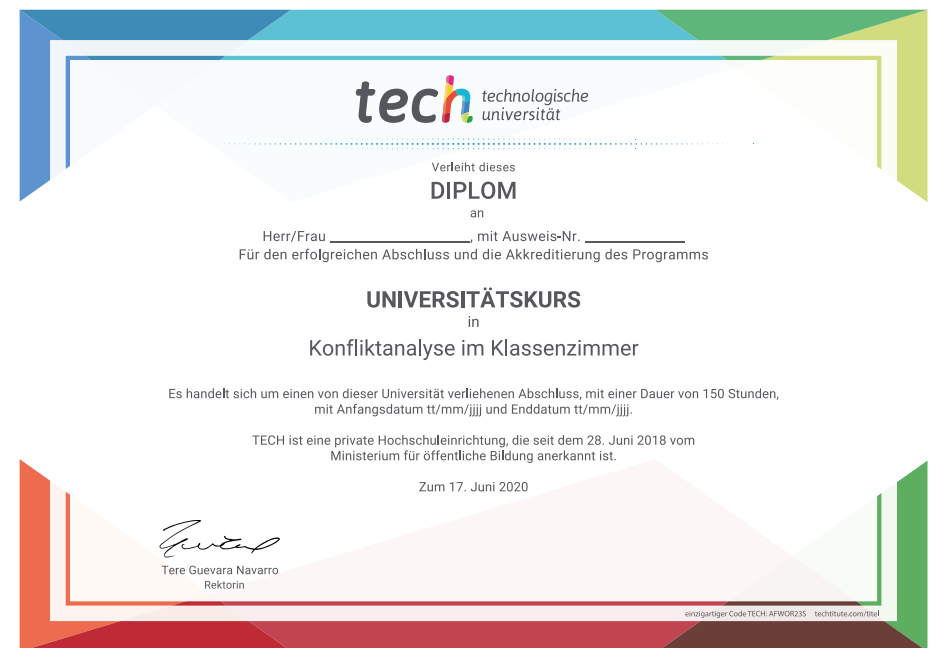 tech technologische
universität
Verleiht dieses
DIPLOM
an
Herr/Frau ____________, mit Ausweis-Nr. ____________
Für den erfolgreichen Abschluss und die Akkreditierung des Programms
UNIVERSITÄTSKURS
in
Konfliktanalyse im Klassenzimmer
Es handelt sich um einen von dieser Universität verliehenen Abschluss, mit einer Dauer von 150 Stunden,
mit Anfangsdatum tt/mm/jjjj und Enddatum tt/mm/jjjj.
TECH ist eine private Hochschuleinrichtung, die seit dem 28. Juni 2018 vom
Ministerium für öffentliche Bildung anerkannt ist.
Zum 17. Juni 2020
Tere Guevara Navarro
Rektorin
einzigartiger Code TECH: AFWOR23S techtitute.com/titel